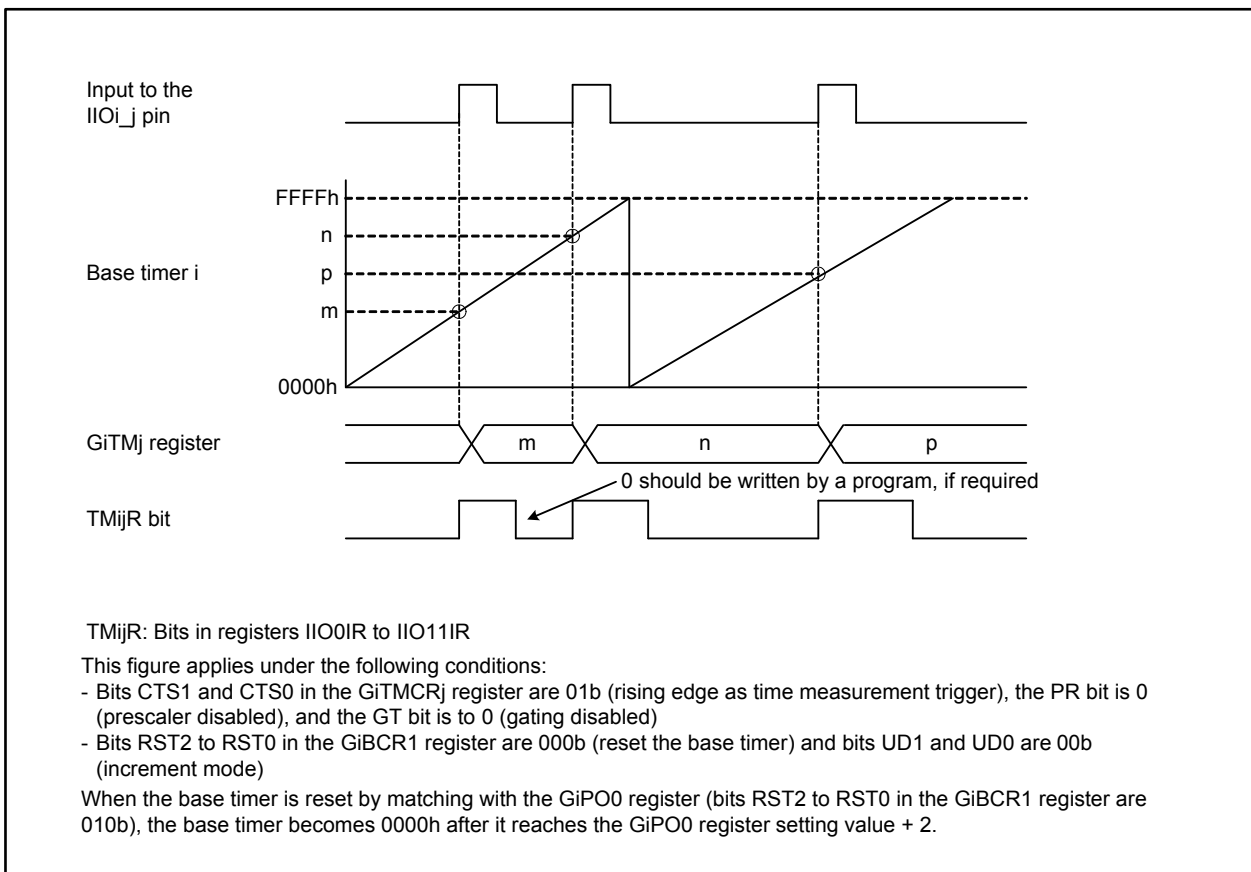 Input to the
IIOi_j pin
FFFFh
n
Base timer i
p
m
0000h
GiTMj register
m
n
p
0 should be written by a program, if required
TMijR bit
TMijR: Bits in registers IIO0IR to IIO11IR
This figure applies under the following conditions:
- Bits CTS1 and CTS0 in the GiTMCRj register are 01b (rising edge as time measurement trigger), the PR bit is 0
(prescaler disabled), and the GT bit is to 0 (gating disabled)
- Bits RST2 to RST0 in the GiBCR1 register are 000b (reset the base timer) and bits UD1 and UD0 are 00b
(increment mode)
When the base timer is reset by matching with the GiPO0 register (bits RST2 to RST0 in the GiBCR1 register are
010b), the base timer becomes 0000h after it reaches the GiPO0 register setting value + 2.